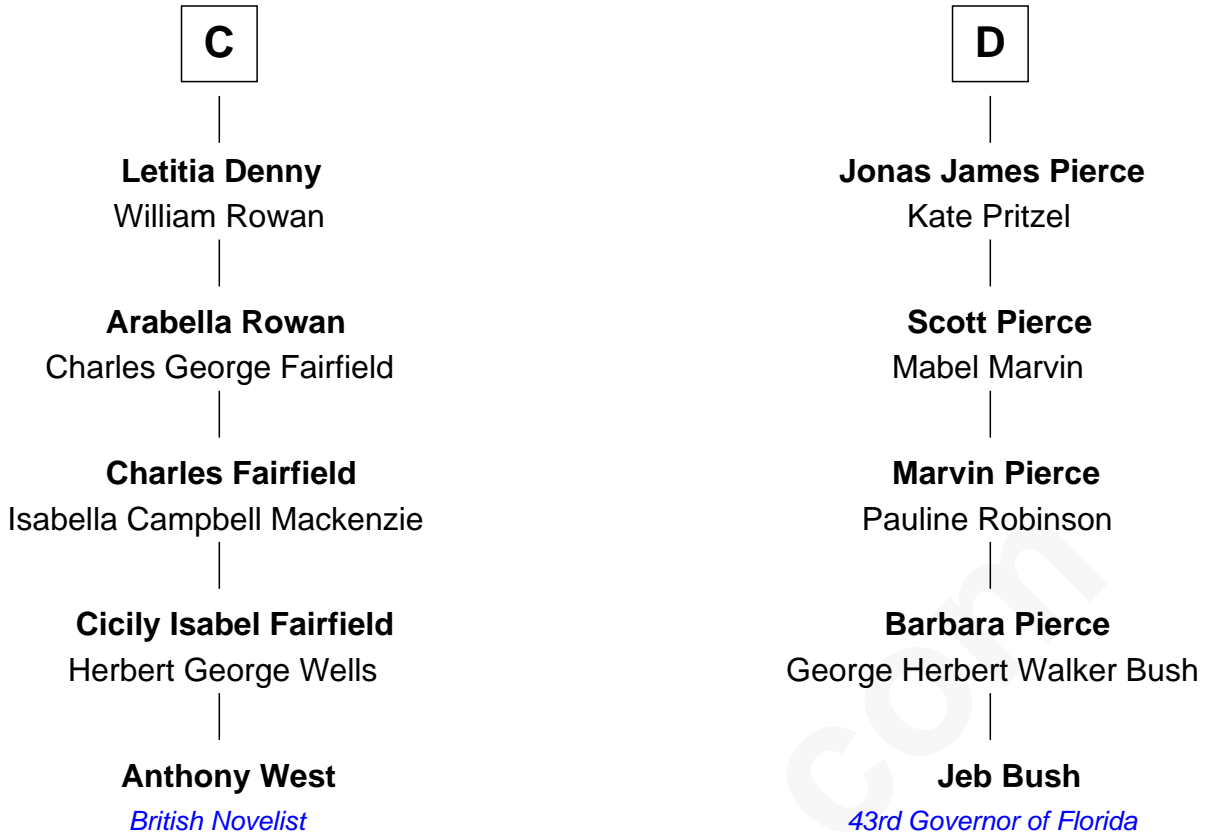 C
Letitia Denny
William Rowan
Arabella Rowan
Charles George Fairfield
Charles Fairfield
Isabella Campbell Mackenzie
Cicily Isabel Fairfield
Herbert George Wells
Anthony West
British Novelist
D
Jonas James Pierce
Kate Pritzel
Scott Pierce
Mabel Marvin
Marvin Pierce
Pauline Robinson
Barbara Pierce
George Herbert Walker Bush
Jeb Bush
43rd Governor of Florida
com